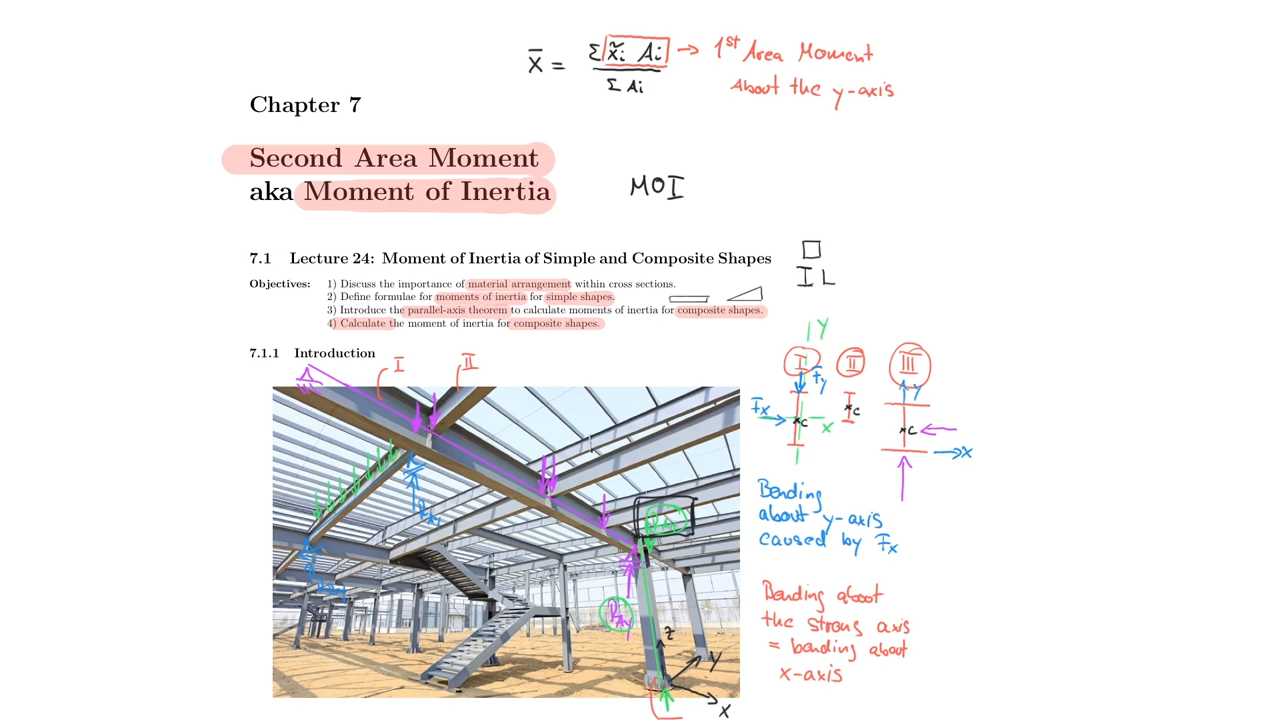 X̄ = Σ x̃i Ai → 1st Area Moment
Σ Ai About the y-axis
Chapter 7
Second Area Moment
aka Moment of Inertia MOI
7.1 Lecture 24: Moment of Inertia of Simple and Composite Shapes
I L
Objectives: 1) Discuss the importance of material arrangement within cross sections.
2) Define formulae for moments of inertia for simple shapes.
3) Introduce the parallel-axis theorem to calculate moments of inertia for composite shapes.
4) Calculate the moment of inertia for composite shapes.
7.1.1 Introduction
I II
Y
I II III
Fy Y
Fx C X C C
X
Bending
about y-axis
caused by Fx
Bending about
the strong axis
= bending about
x-axis
RAy
z
Y
X